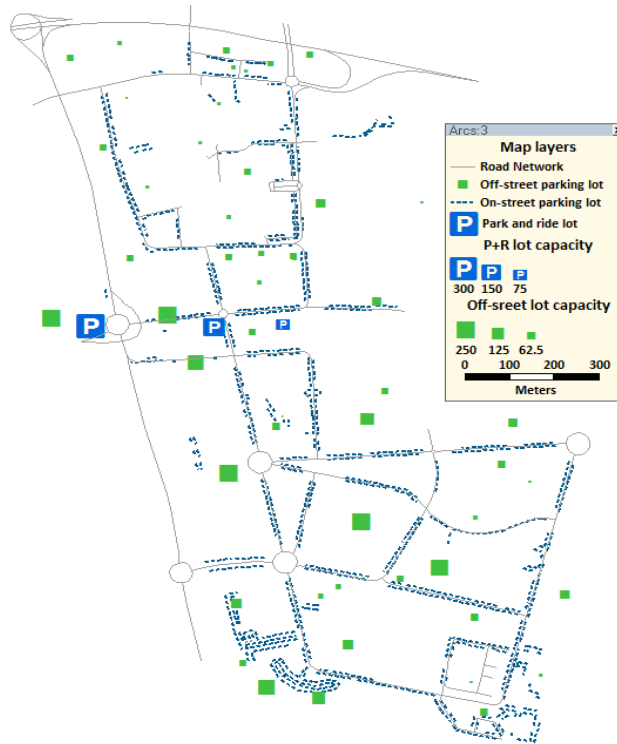 Arcs:3
Map layers
Road Network
Off-street parking lot
On-street parking lot
P Park and ride lot
P+R lot capacity
P P P
300 150 75
Off-sreet lot capacity
250 125 62.5
0 100 200 300
Meters
P P P